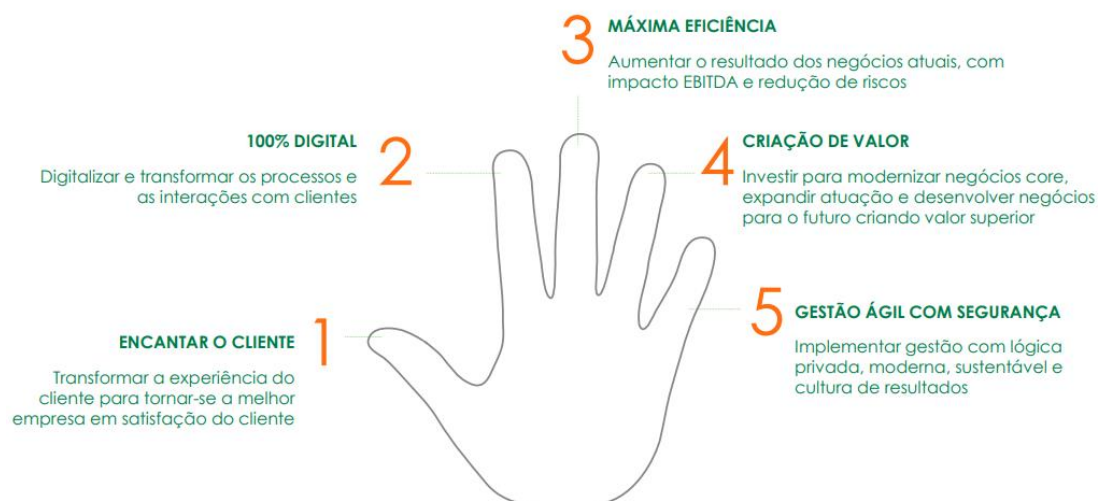 3
MÁXIMA EFICIÊNCIA
Aumentar o resultado dos negócios atuais, com
impacto EBITDA e redução de riscos
100% DIGITAL
2
Digitalizar e transformar os processos e
as interações com clientes
4
CRIAÇÃO DE VALOR
Investir para modernizar negócios core,
expandir atuação e desenvolver negócios
para o futuro criando valor superior
ENCANTAR O CLIENTE
1
Transformar a experiência do
cliente para tornar-se a melhor
empresa em satisfação do cliente
5
GESTÃO ÁGIL COM SEGURANÇA
Implementar gestão com lógica
privada, moderna, sustentável e
cultura de resultados